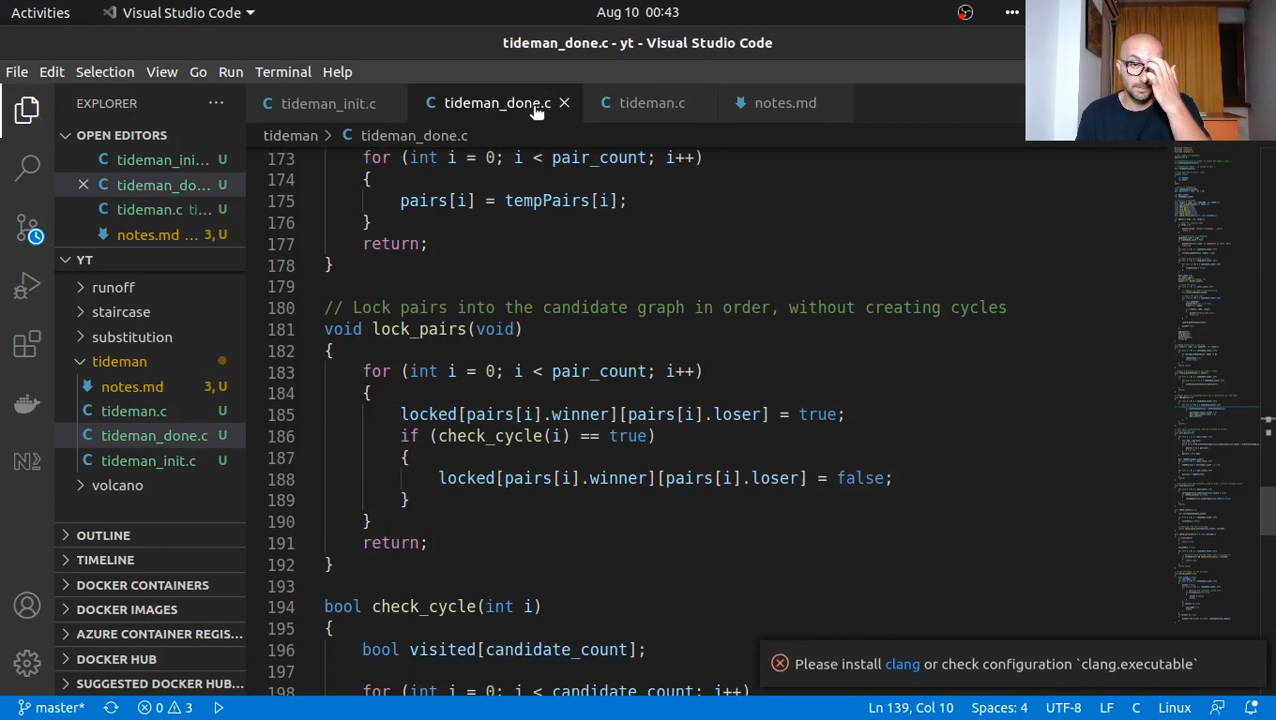 Activities
Visual Studio Code
Aug 10 00:43
tideman_done.c - yt - Visual Studio Code
File Edit Selection View Go Run Terminal Help
EXPLORER
OPEN EDITORS
tideman_ini... U
tideman_do... U
tideman.c ti... U
notes.md ... 3, U
YT
runoff
staircase
substitution
tideman
notes.md 3, U
tideman.c U
tideman_done.c U
tideman_init.c U
volcano
OUTLINE
TIMELINE
DOCKER CONTAINERS
DOCKER IMAGES
AZURE CONTAINER REGIS...
DOCKER HUB
SUGGESTED DOCKER HUB...
tideman_init.c
tideman_done.c
tideman.c
notes.md
tideman > C tideman_done.c
173 for (int i = 0; i < pair_count; i++)
174 {
175 pairs[i] = tempPairs[i];
176 }
177 return;
178 }
179
180 // Lock pairs into the candidate graph in order, without creating cycles
181 void lock_pairs(void)
182 {
183 for (int i = 0; i < pair_count; i++)
184 {
185 locked[pairs[i].winner][pairs[i].loser] = true;
186 if (check_cycle(i) == true)
187 {
188 locked[pairs[i].winner][pairs[i].loser] = false;
189 }
190 }
191 return;
192 }
193
194 bool check_cycle(int i)
195 {
196 bool visited[candidate_count];
197
198 for (int i = 0; i < candidate_count; i++)
Please install clang or check configuration `clang.executable`
master* 0 3
Ln 139, Col 10 Spaces: 4 UTF-8 LF C Linux